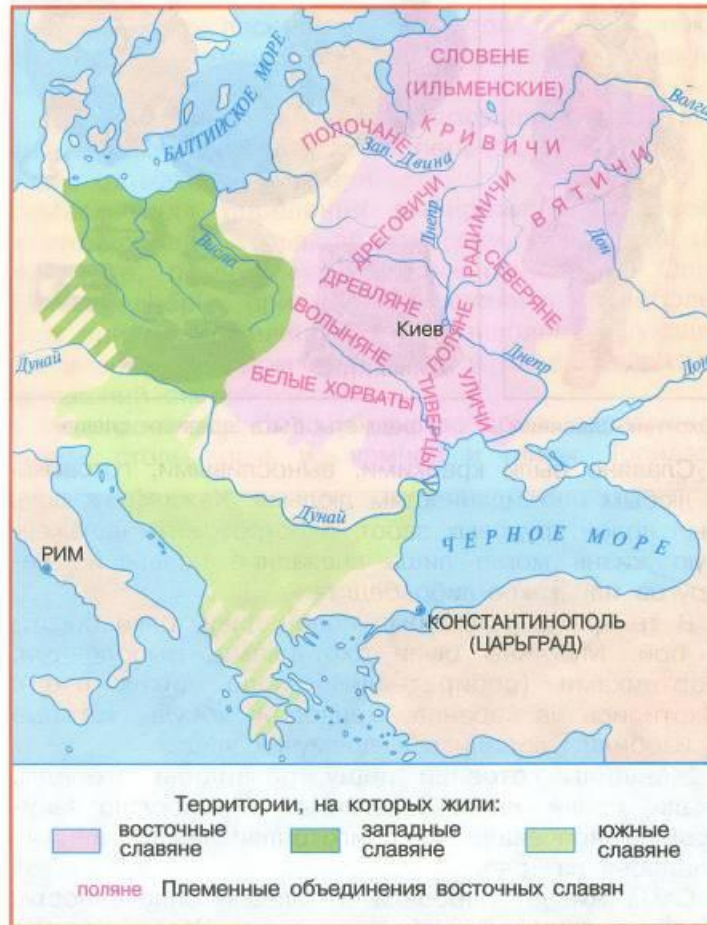 БАЛТИЙСКОЕ МОРЕ
СЛОВЕНЕ
(ИЛЬМЕНСКИЕ)
Волга
ПОЛОЧАНЕ
КРИВИЧИ
Зап. Двина
ВЯТИЧИ
ДРЕГОВИЧИ
Днепр
РАДИМИЧИ
Дон
Висла
СЕВЕРЯНЕ
ДРЕВЛЯНЕ
Киев
ВОЛЫНЯНЕ
ПОЛЯНЕ
Днепр
Дунай
БЕЛЫЕ ХОРВАТЫ
ТИВЕРЦЫ
УЛИЧИ
Дон
Дунай
ЧЕРНОЕ МОРЕ
РИМ
КОНСТАНТИНОПОЛЬ
(ЦАРЬГРАД)
Территории, на которых жили:
восточные славяне
западные славяне
южные славяне
поляне Племенные объединения восточных славян